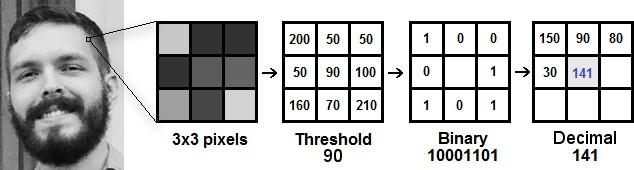 200 50 50
50 90 100
160 70 210
1 0 0
0 1
1 0 1
150 90 80
30 141
3x3 pixels
Threshold
90
Binary
10001101
Decimal
141